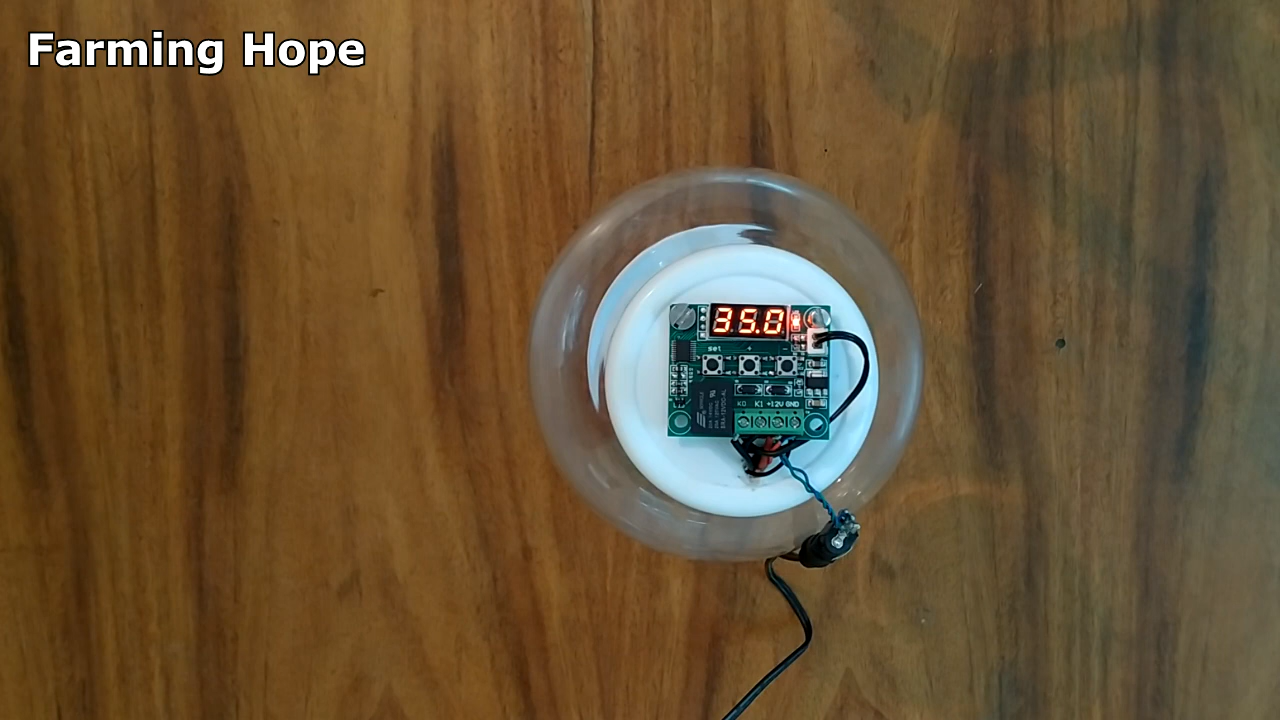 Farming Hope
35.0
set + -
K0 K1 +12V GND